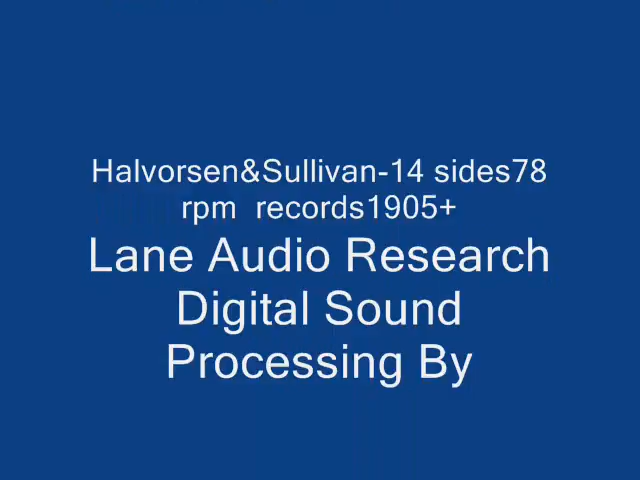 Halvorsen&Sullivan-14 sides78
rpm  records1905+
Lane Audio Research
Digital Sound
Processing By